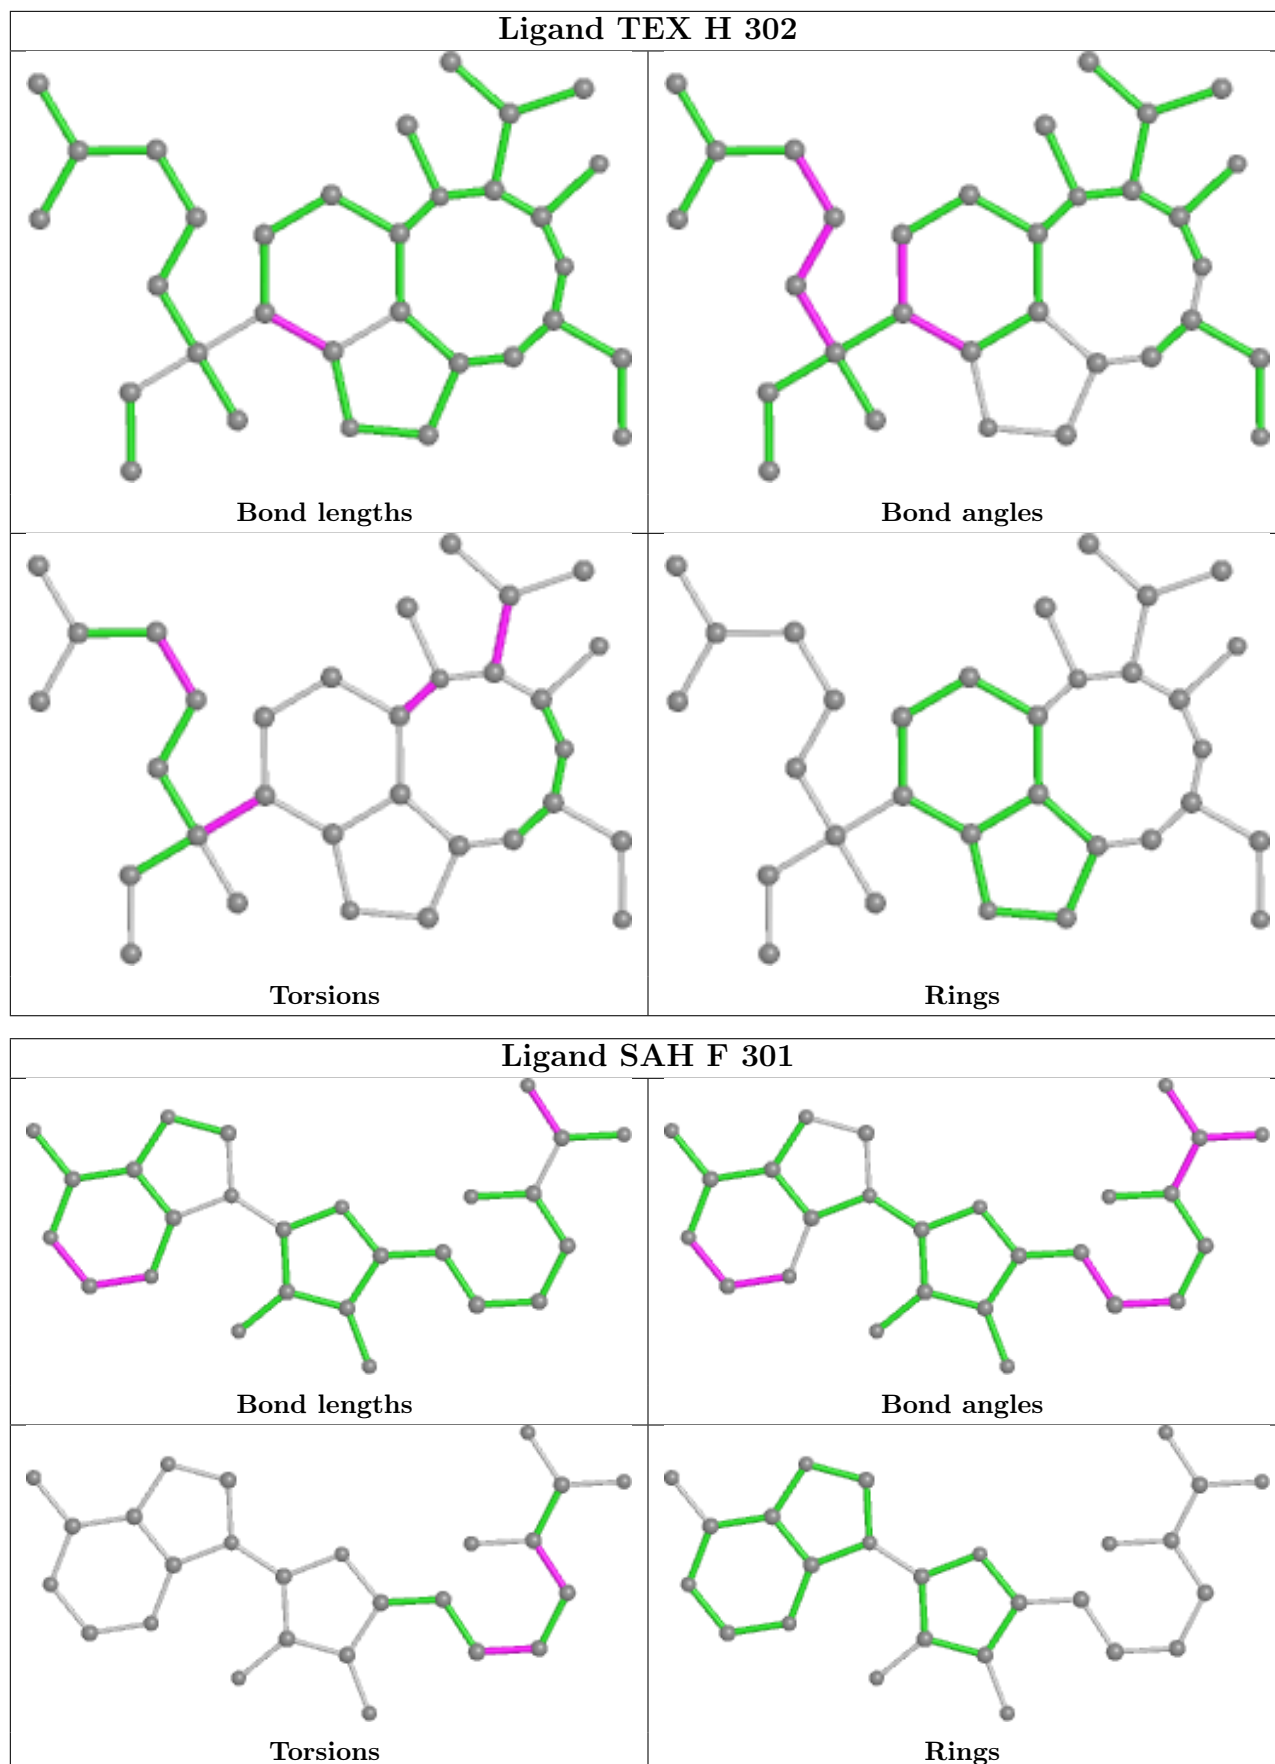 Ligand TEX H 302
Bond lengths
Bond angles
Torsions
Rings
Ligand SAH F 301
Bond lengths
Bond angles
Torsions
Rings